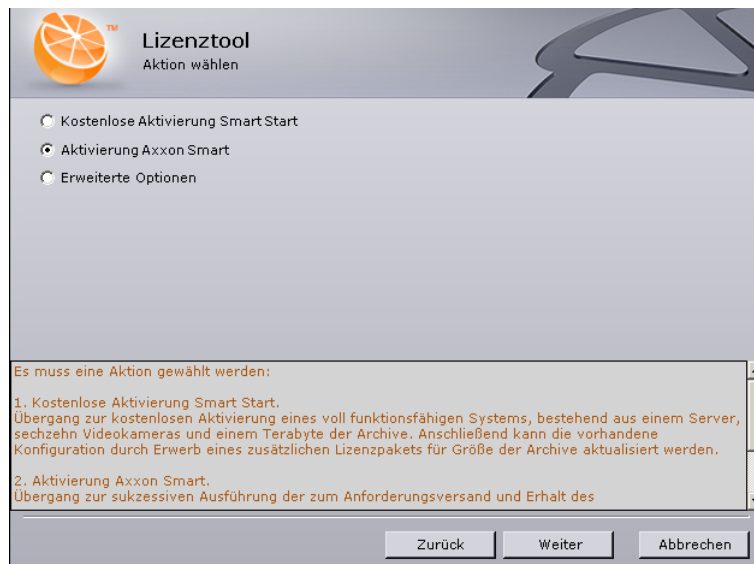 TM
Lizenztool
Aktion wählen
Kostenlose Aktivierung Smart Start
Aktivierung Axxon Smart
Erweiterte Optionen
Es muss eine Aktion gewählt werden:
1. Kostenlose Aktivierung Smart Start.
Übergang zur kostenlosen Aktivierung eines voll funktionsfähigen Systems, bestehend aus einem Server,
sechzehn Videokameras und einem Terabyte der Archive. Anschließend kann die vorhandene
Konfiguration durch Erwerb eines zusätzlichen Lizenzpakets für Größe der Archive aktualisiert werden.
2. Aktivierung Axxon Smart.
Übergang zur sukzessiven Ausführung der zum Anforderungsversand und Erhalt des
Zurück Weiter Abbrechen